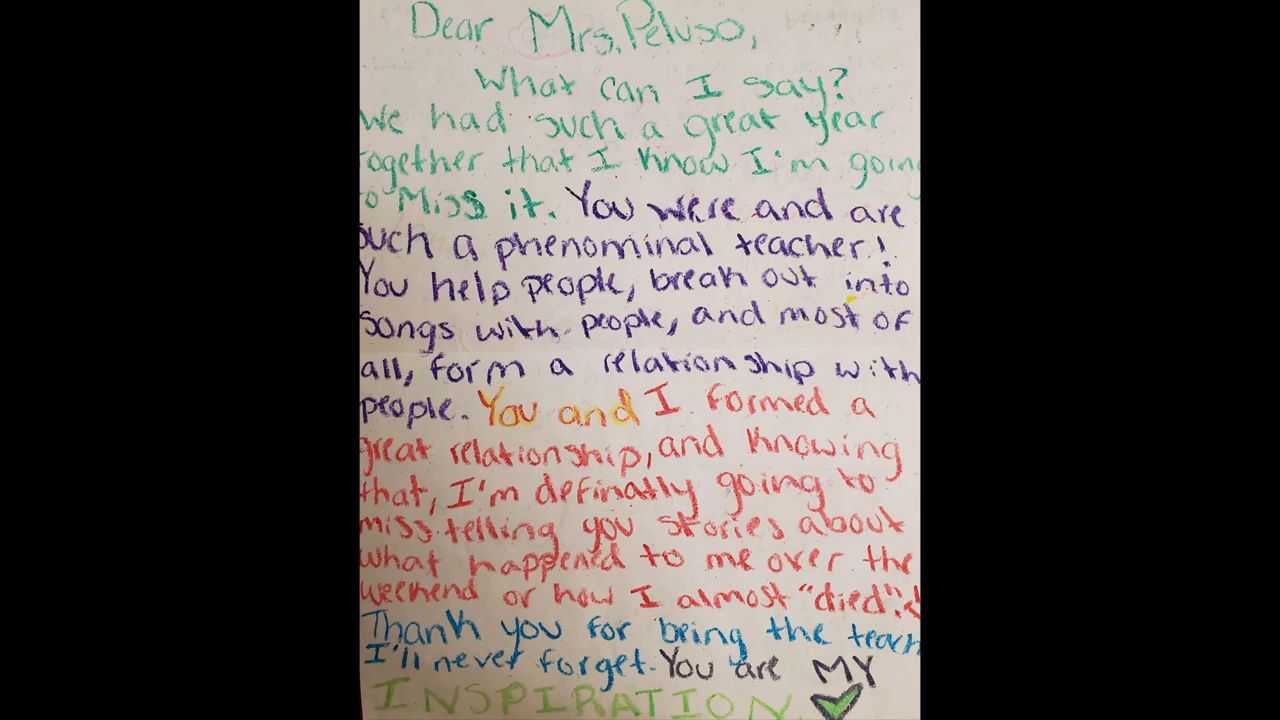 Dear Mrs. Peluso,
What can I say?
We had such a great year
together that I know I'm going
to Miss it. You were and are
such a phenominal teacher!
You help people, break out into
songs with people, and most of
all, form a relationship with
people. You and I formed a
great relationship, and knowing
that, I'm definatly going to
miss telling you stories about
what happened to me over the
weekend or how I almost "died".
Thank you for being the teach
I'll never forget. You are MY
INSPIRATION.